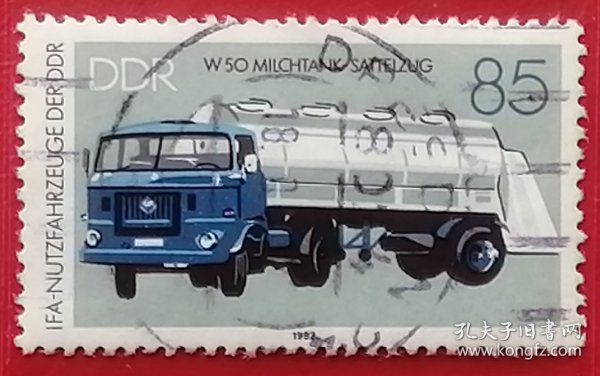 W 50 MILCHTANK-SATTELZUG
DDR
85
IFA-NUTZFAHRZEUGE DER DDR
1982
孔夫子旧书网
www.kongfz.com